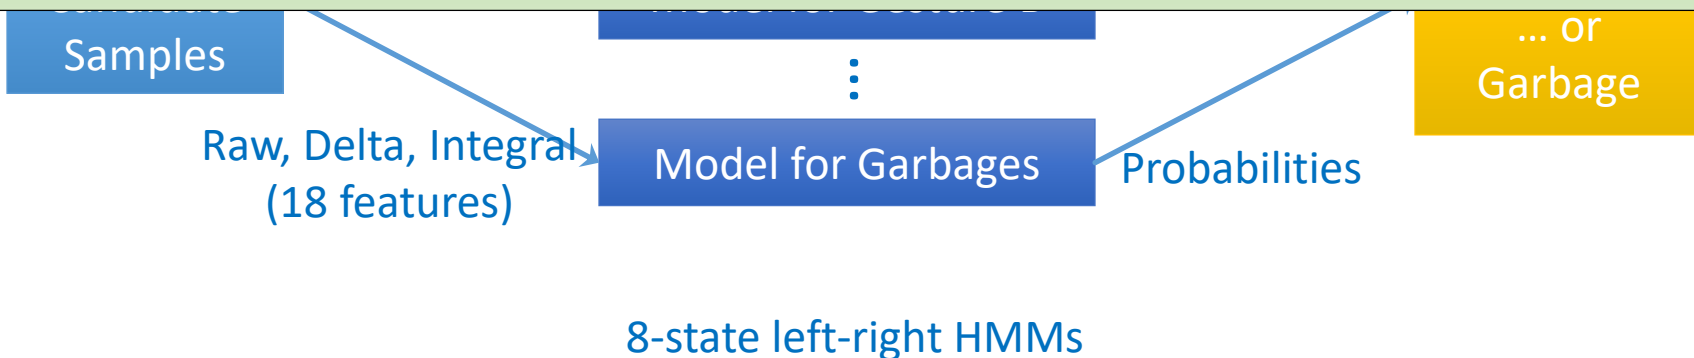 Samples
... or
Garbage
Raw, Delta, Integral
(18 features)
Model for Garbages
Probabilities
8-state left-right HMMs